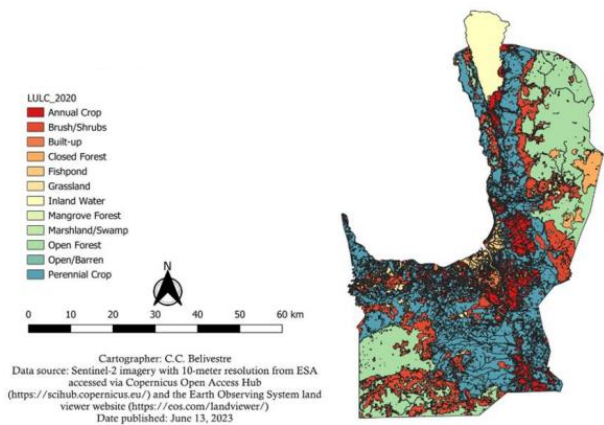 LULC_2020
Annual Crop
Brush/Shrubs
Built-up
Closed Forest
Fishpond
Grassland
Inland Water
Mangrove Forest
Marshland/Swamp
Open Forest
Open/Barren
Perennial Crop
N
0 10 20 30 40 50 60 km
Cartographer: C.C. Belivestre
Data source: Sentinel-2 imagery with 10-meter resolution from ESA
accessed via Copernicus Open Access Hub
(https://scihub.copernicus.eu/) and the Earth Observing System land
viewer website (https://eos.com/landviewer/)
Date published: June 13, 2023